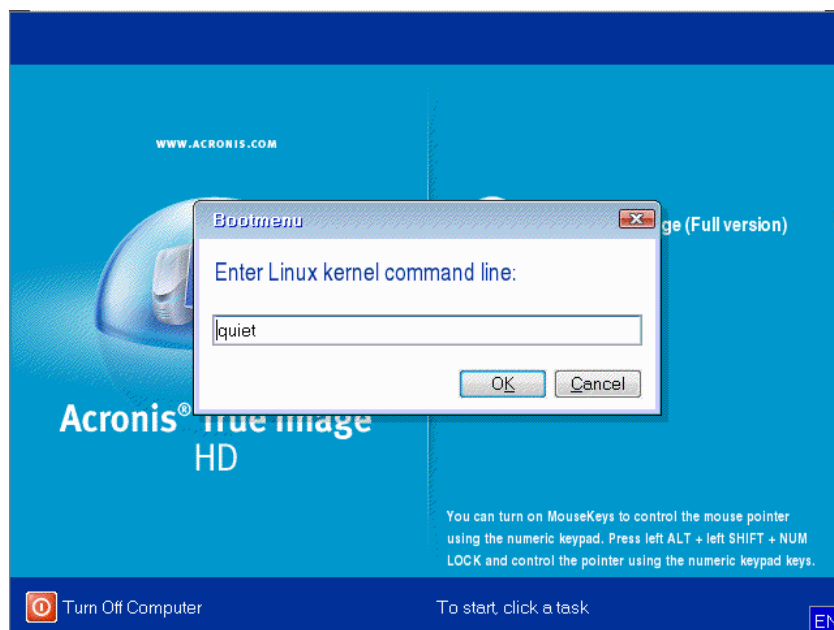 WWW.ACRONIS.COM
ge (Full version)
Bootmenu
Enter Linux kernel command line:
quiet
OK
Cancel
Acronis® True Image
HD
You can turn on MouseKeys to control the mouse pointer
using the numeric keypad. Press left ALT + left SHIFT + NUM
LOCK and control the pointer using the numeric keypad keys.
Turn Off Computer
To start, click a task
EN